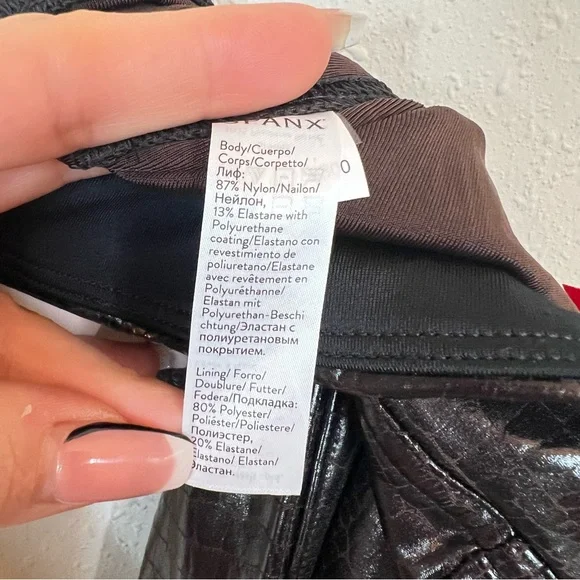 SPANX
Body/Cuerpo/
Corps/Corpetto/
Лиф:
87% Nylon/Nailon/
Нейлон,
13% Elastane with
Polyurethane
coating/Elastano con
revestimiento de
poliuretano/Elastane
avec revêtement en
Polyuréthanne/
Elastan mit
Polyurethan-Beschi
chtung/Эластан с
полиуретановым
покрытием.
Lining/ Forro/
Doublure/ Futter/
Fodera/Подкладка:
80% Polyester/
Poliéster/Poliestere/
Полиэстер,
20% Elastane/
Elastano/ Elastan/
Эластан.
0